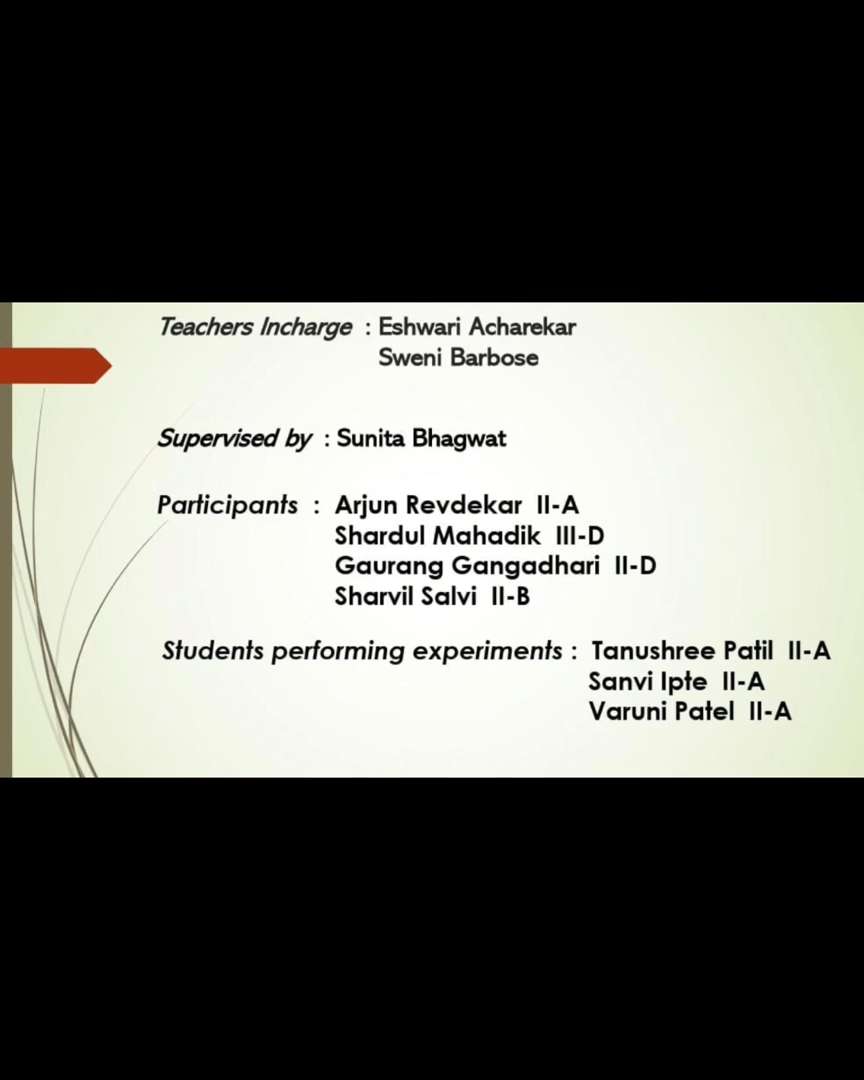 Teachers Incharge : Eshwari Acharekar
Sweni Barbose
Supervised by : Sunita Bhagwat
Participants : Arjun Revdekar II-A
Shardul Mahadik III-D
Gaurang Gangadhari II-D
Sharvil Salvi II-B
Students performing experiments : Tanushree Patil II-A
Sanvi Ipte II-A
Varuni Patel II-A